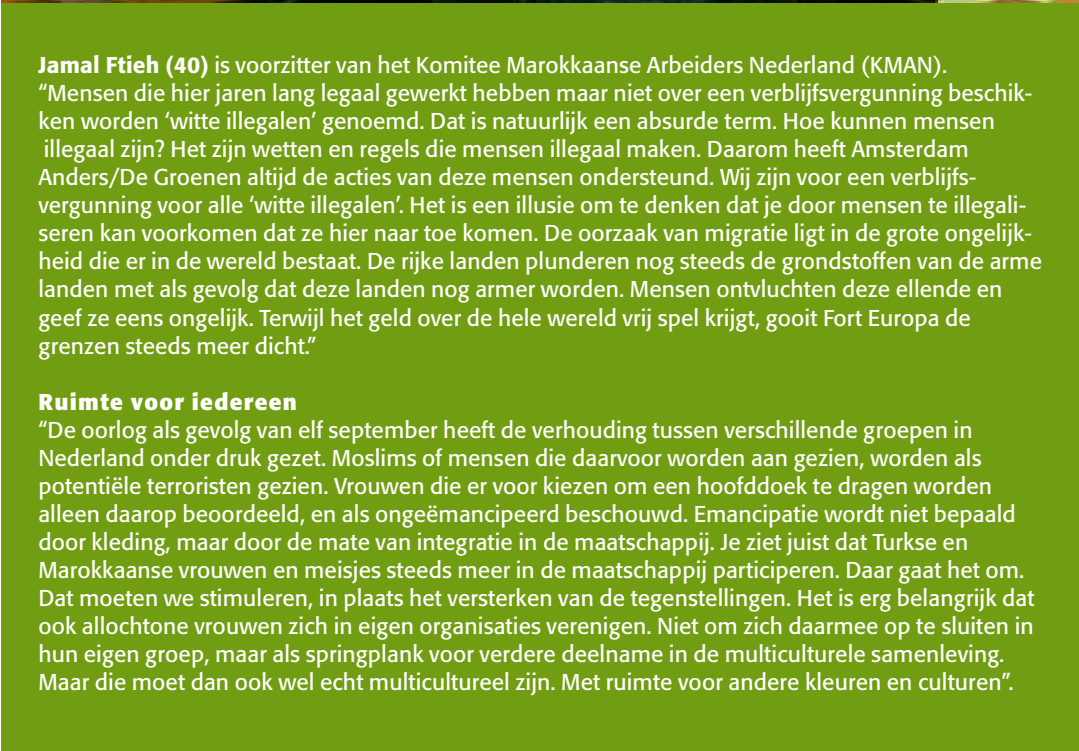 Jamal Ftieh (40) is voorzitter van het Komitee Marokkaanse Arbeiders Nederland (KMAN).
“Mensen die hier jaren lang legaal gewerkt hebben maar niet over een verblijfsvergunning beschik-
ken worden ‘witte illegalen’ genoemd. Dat is natuurlijk een absurde term. Hoe kunnen mensen
illegaal zijn? Het zijn wetten en regels die mensen illegaal maken. Daarom heeft Amsterdam
Anders/De Groenen altijd de acties van deze mensen ondersteund. Wij zijn voor een verblijfs-
vergunning voor alle ‘witte illegalen’. Het is een illusie om te denken dat je door mensen te illegali-
seren kan voorkomen dat ze hier naar toe komen. De oorzaak van migratie ligt in de grote ongelijk-
heid die er in de wereld bestaat. De rijke landen plunderen nog steeds de grondstoffen van de arme
landen met als gevolg dat deze landen nog armer worden. Mensen ontvluchten deze ellende en
geef ze eens ongelijk. Terwijl het geld over de hele wereld vrij spel krijgt, gooit Fort Europa de
grenzen steeds meer dicht.”
Ruimte voor iedereen
“De oorlog als gevolg van elf september heeft de verhouding tussen verschillende groepen in
Nederland onder druk gezet. Moslims of mensen die daarvoor worden aan gezien, worden als
potentiële terroristen gezien. Vrouwen die er voor kiezen om een hoofddoek te dragen worden
alleen daarop beoordeeld, en als ongeëmancipeerd beschouwd. Emancipatie wordt niet bepaald
door kleding, maar door de mate van integratie in de maatschappij. Je ziet juist dat Turkse en
Marokkaanse vrouwen en meisjes steeds meer in de maatschappij participeren. Daar gaat het om.
Dat moeten we stimuleren, in plaats het versterken van de tegenstellingen. Het is erg belangrijk dat
ook allochtone vrouwen zich in eigen organisaties verenigen. Niet om zich daarmee op te sluiten in
hun eigen groep, maar als springplank voor verdere deelname in de multiculturele samenleving.
Maar die moet dan ook wel echt multicultureel zijn. Met ruimte voor andere kleuren en culturen”.